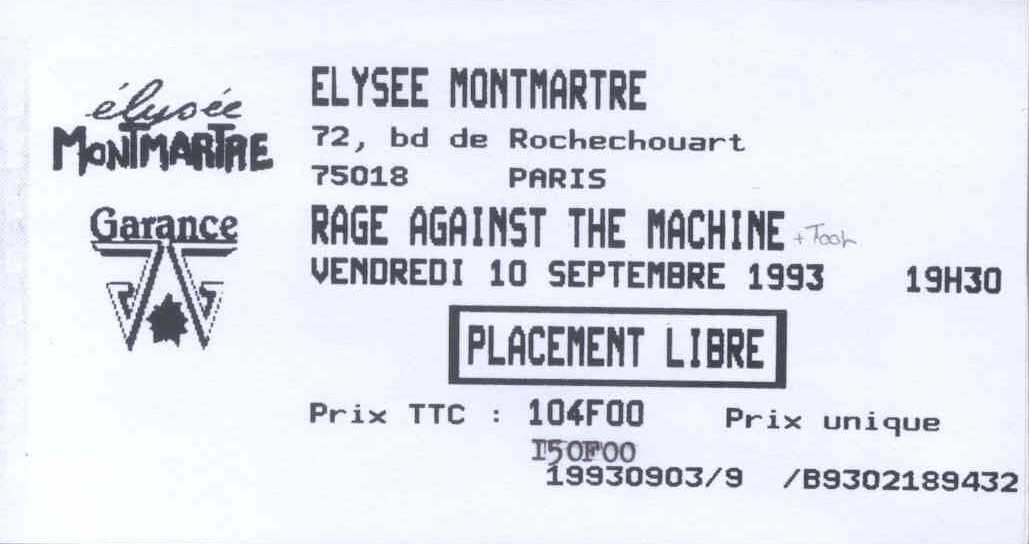 élysée
MONTMARTRE
Garance
ELYSEE MONTMARTRE
72, bd de Rochechouart
75018 PARIS
RAGE AGAINST THE MACHINE + Tool
VENDREDI 10 SEPTEMBRE 1993 19H30
PLACEMENT LIBRE
Prix TTC : 104F00 Prix unique
150F00
19930903/9 /B9302189432